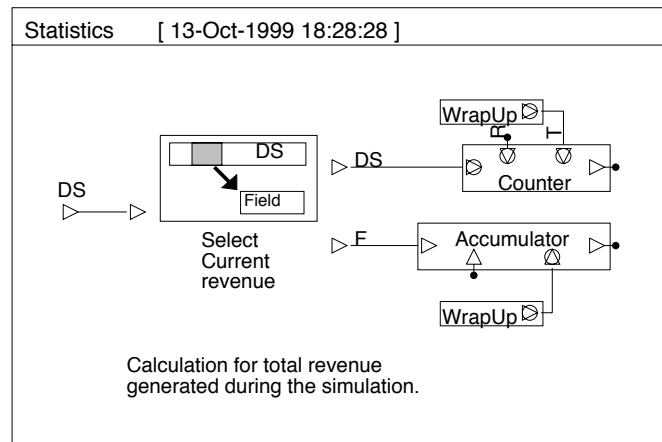 Statistics [ 13-Oct-1999 18:28:28 ]
WrapUp
R
T
DS
DS
Counter
DS
Field
F
Accumulator
Select
Current
revenue
WrapUp
Calculation for total revenue
generated during the simulation.